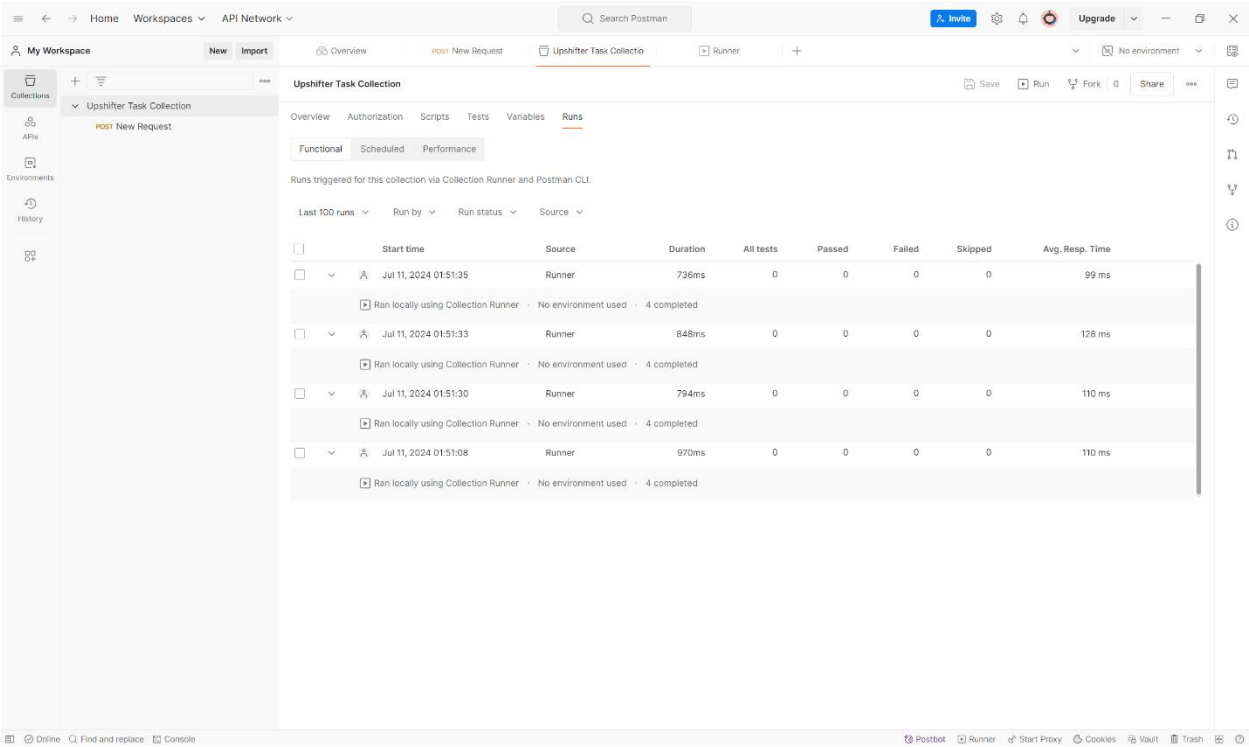 Home Workspaces API Network Search Postman Invite Upgrade
My Workspace New Import Overview POST New Request Upshifter Task Collectio Runner No environment
Collections
APIs
Environments
History
Upshifter Task Collection
POST New Request
Upshifter Task Collection Save Run Fork 0 Share
Overview Authorization Scripts Tests Variables Runs
Functional Scheduled Performance
Runs triggered for this collection via Collection Runner and Postman CLI.
Last 100 runs Run by Run status Source
Start time Source Duration All tests Passed Failed Skipped Avg. Resp. Time
Jul 11, 2024 01:51:35 Runner 736ms 0 0 0 0 99 ms
Ran locally using Collection Runner · No environment used · 4 completed
Jul 11, 2024 01:51:33 Runner 848ms 0 0 0 0 128 ms
Ran locally using Collection Runner · No environment used · 4 completed
Jul 11, 2024 01:51:30 Runner 794ms 0 0 0 0 110 ms
Ran locally using Collection Runner · No environment used · 4 completed
Jul 11, 2024 01:51:08 Runner 970ms 0 0 0 0 110 ms
Ran locally using Collection Runner · No environment used · 4 completed
Online Find and replace Console Postbot Runner Start Proxy Cookies Vault Trash